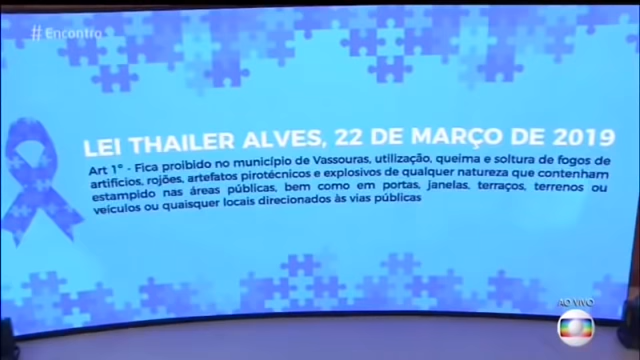 #Encontro
LEI THAILER ALVES, 22 DE MARÇO DE 2019
Art 1° - Fica proibido no município de Vassouras, utilização, queima e soltura de fogos de
artifícios, rojões, artefatos pirotécnicos e explosivos de qualquer natureza que contenham
estampido nas áreas públicas, bem como em portas, janelas, terraços, terrenos ou
veículos ou quaisquer locais direcionados às vias públicas
AO VIVO